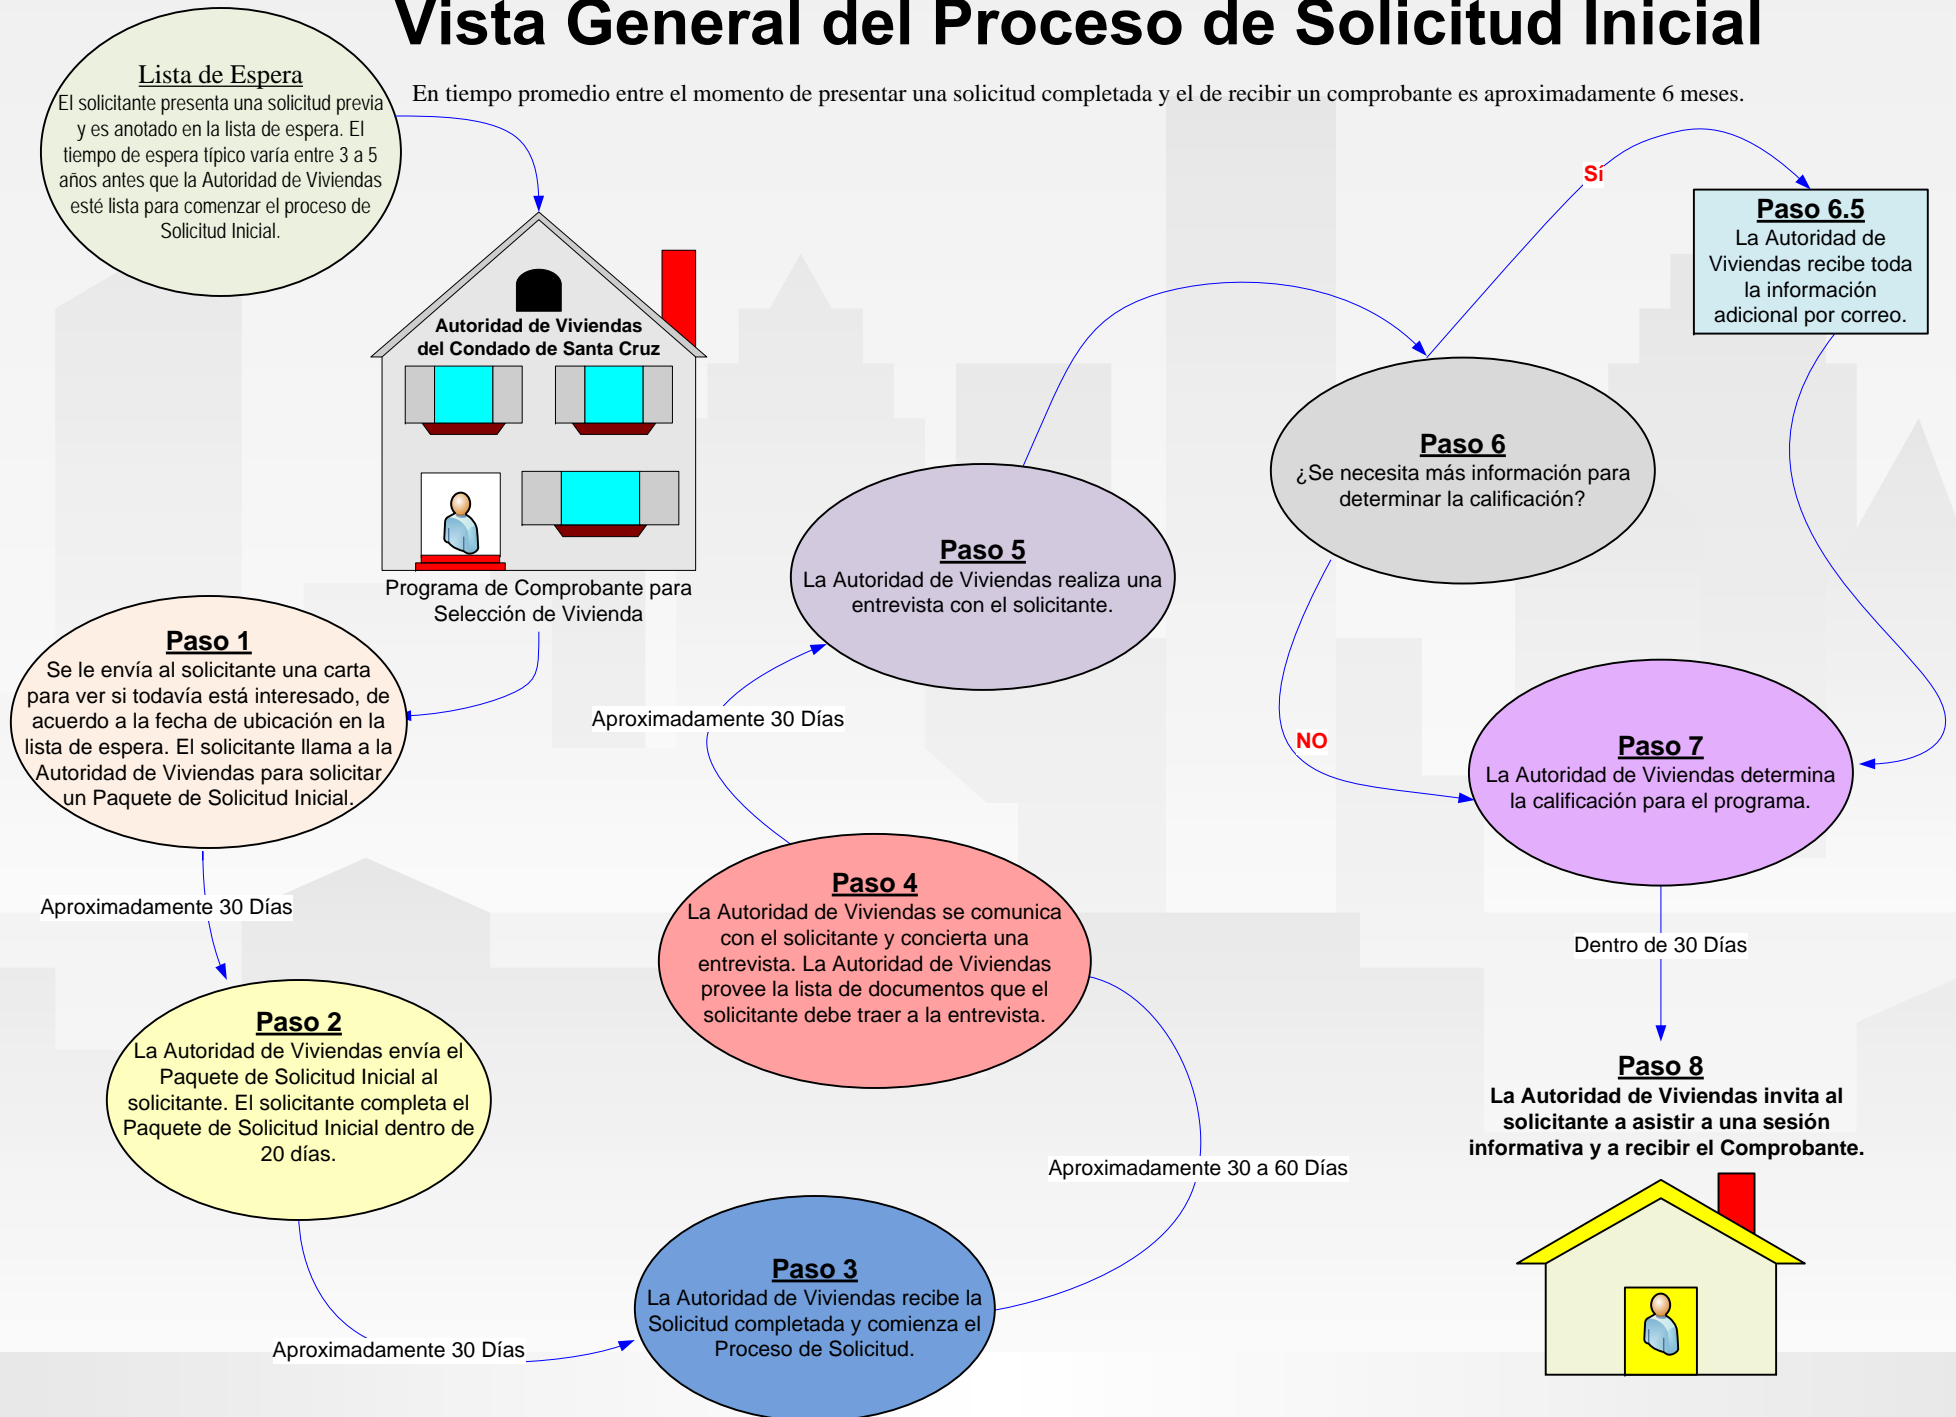 Vista General del Proceso de Solicitud Inicial
En tiempo promedio entre el momento de presentar una solicitud completada y el de recibir un comprobante es aproximadamente 6 meses.
Lista de Espera
El solicitante presenta una solicitud previa
y es anotado en la lista de espera. El
tiempo de espera típico varía entre 3 a 5
años antes que la Autoridad de Viviendas
esté lista para comenzar el proceso de
Solicitud Inicial.
Autoridad de Viviendas
del Condado de Santa Cruz
Programa de Comprobante para
Selección de Vivienda
Paso 1
Se le envía al solicitante una carta
para ver si todavía está interesado, de
acuerdo a la fecha de ubicación en la
lista de espera. El solicitante llama a la
Autoridad de Viviendas para solicitar
un Paquete de Solicitud Inicial.
Aproximadamente 30 Días
Paso 2
La Autoridad de Viviendas envía el
Paquete de Solicitud Inicial al
solicitante. El solicitante completa el
Paquete de Solicitud Inicial dentro de
20 días.
Aproximadamente 30 Días
Paso 3
La Autoridad de Viviendas recibe la
Solicitud completada y comienza el
Proceso de Solicitud.
Aproximadamente 30 a 60 Días
Paso 4
La Autoridad de Viviendas se comunica
con el solicitante y concierta una
entrevista. La Autoridad de Viviendas
provee la lista de documentos que el
solicitante debe traer a la entrevista.
Aproximadamente 30 Días
Paso 5
La Autoridad de Viviendas realiza una
entrevista con el solicitante.
Paso 6
¿Se necesita más información para
determinar la calificación?
Sí
Paso 6.5
La Autoridad de
Viviendas recibe toda
la información
adicional por correo.
NO
Paso 7
La Autoridad de Viviendas determina
la calificación para el programa.
Dentro de 30 Días
Paso 8
La Autoridad de Viviendas invita al
solicitante a asistir a una sesión
informativa y a recibir el Comprobante.